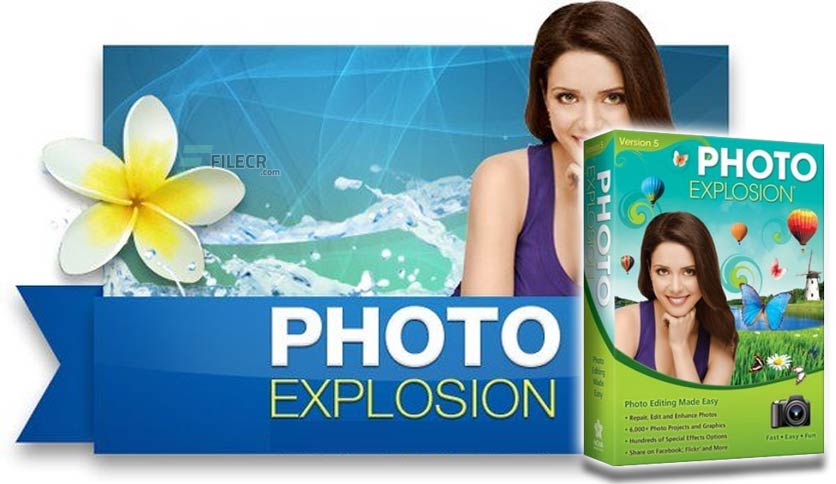 FILECR
.com
PHOTO
EXPLOSION
PHOTO EXPLOSION
Version 5
PHOTO
EXPLOSION®
Photo
Editing
Made
Easy
NOVA
Photo Editing Made Easy
• Repair, Edit and Enhance Photos
• 6,000+ Photo Projects and Graphics
• Hundreds of Special Effects Options
• Share on Facebook, Flickr® and More
Fast • Easy • Fun